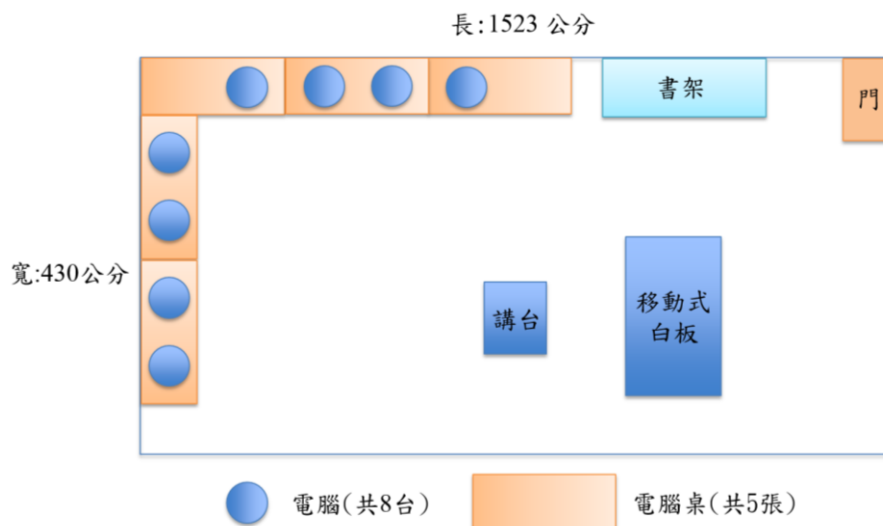 長:1523 公分
書架
門
寬:430公分
講台
移動式
白板
電腦(共8台)
電腦桌(共5張)